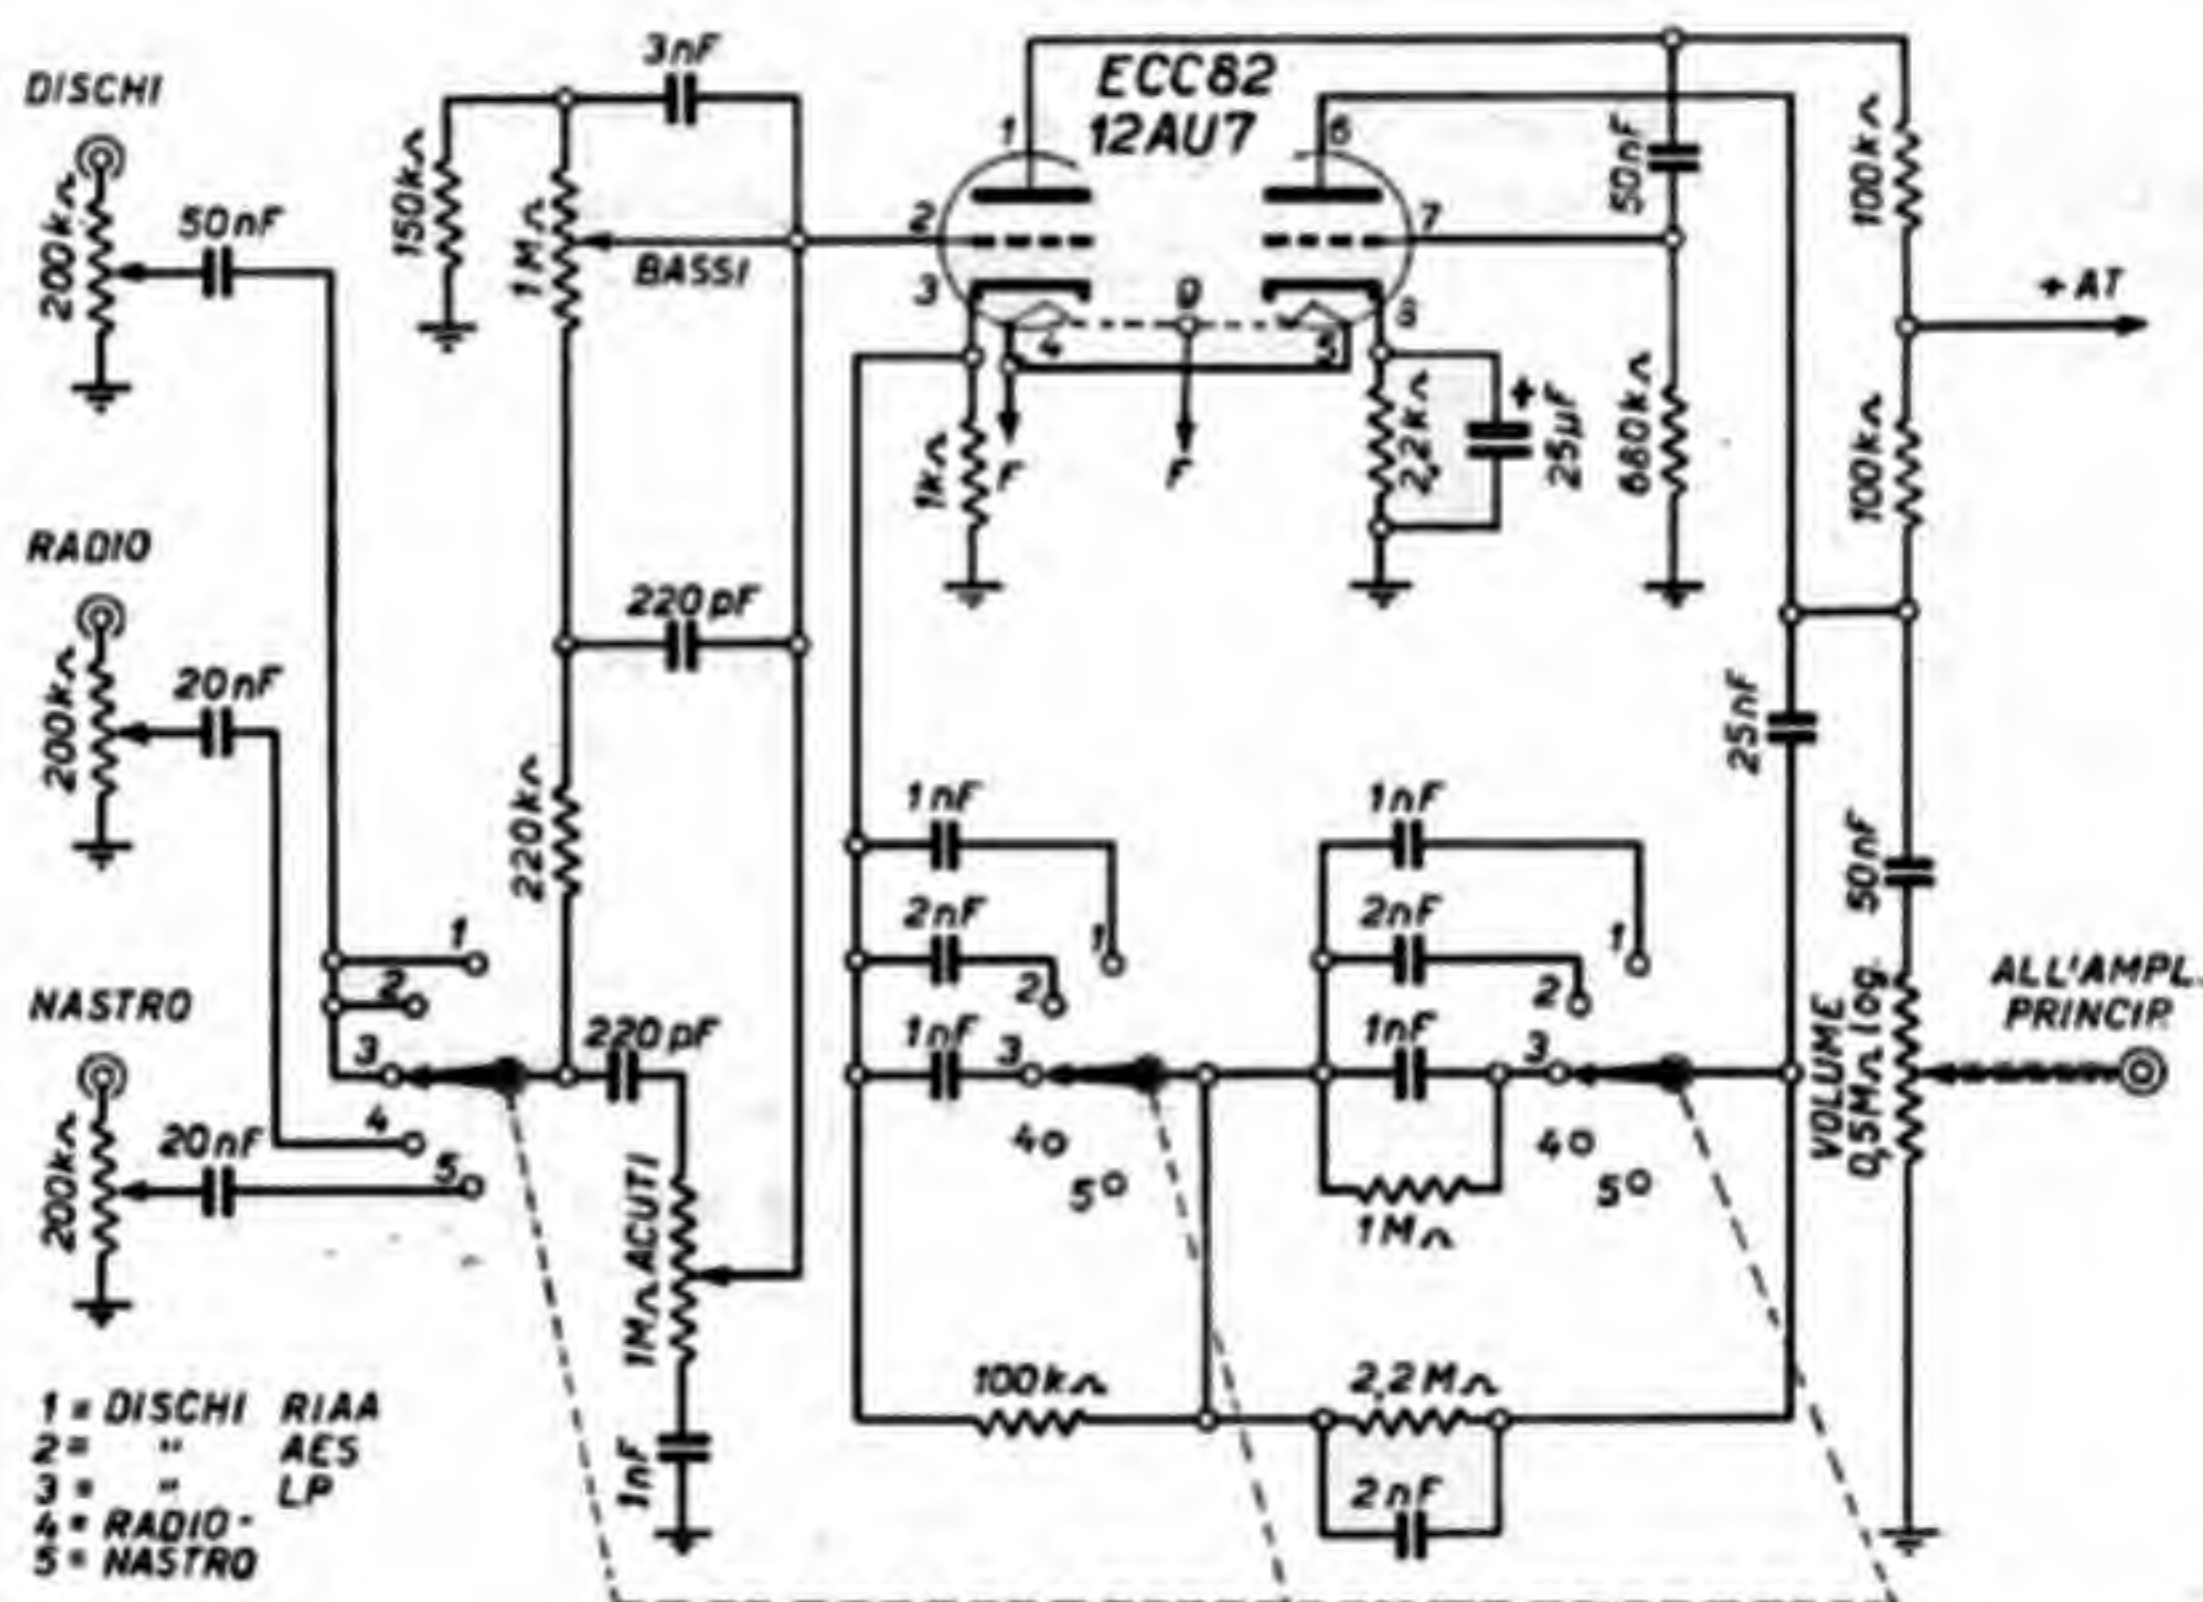 DISCHI
200kΩ
50nF
RADIO
200kΩ
20nF
NASTRO
200kΩ
20nF
1
2
3
4
5
150kΩ
1MΩ
3nF
BASSI
220pF
220kΩ
220pF
1MΩ ACUTI
1nF
ECC82
12AU7
1
2
3
4
5
6
7
8
9
F
F
1kΩ
2,2kΩ
+
25µF
50nF
680kΩ
100kΩ
+AT
100kΩ
25nF
50nF
VOLUME
0,5MΩ log.
ALL'AMPL.
PRINCIP.
1nF
2nF
1nF
1
2
3
4
5
1nF
2nF
1nF
1
2
3
4
5
1MΩ
100kΩ
2,2MΩ
2nF
1 = DISCHI RIAA
2 = " AES
3 = " LP
4 = RADIO -
5 = NASTRO